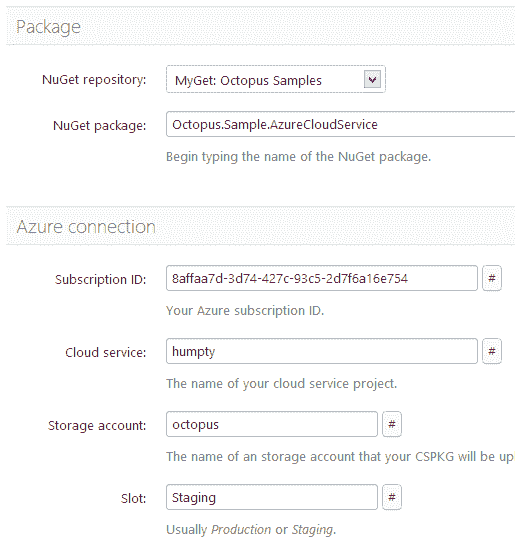 Package
NuGet repository: MyGet: Octopus Samples
NuGet package: Octopus.Sample.AzureCloudService
Begin typing the name of the NuGet package.
Azure connection
Subscription ID: 8affaa7d-3d74-427c-93c5-2d7f6a16e754 #
Your Azure subscription ID.
Cloud service: humpty #
The name of your cloud service project.
Storage account: octopus #
The name of an storage account that your CSPKG will be up
Slot: Staging #
Usually Production or Staging.